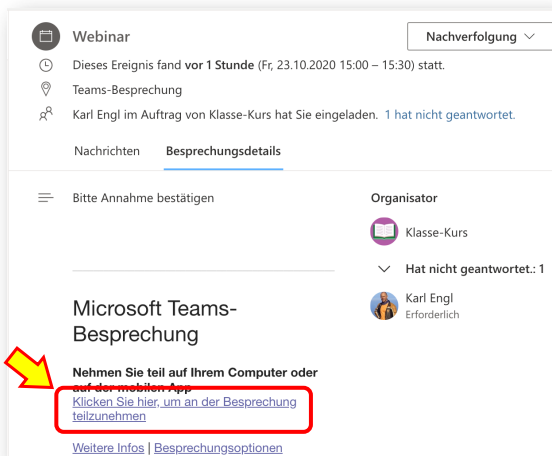 Webinar
Nachverfolgung
Dieses Ereignis fand vor 1 Stunde (Fr, 23.10.2020 15:00 – 15:30) statt.
Teams-Besprechung
Karl Engl im Auftrag von Klasse-Kurs hat Sie eingeladen. 1 hat nicht geantwortet.
Nachrichten Besprechungsdetails
Bitte Annahme bestätigen
Organisator
Klasse-Kurs
Hat nicht geantwortet.: 1
Karl Engl
Erforderlich
Microsoft Teams-
Besprechung
Nehmen Sie teil auf Ihrem Computer oder
auf der mobilen App
Klicken Sie hier, um an der Besprechung
teilzunehmen
Weitere Infos | Besprechungsoptionen